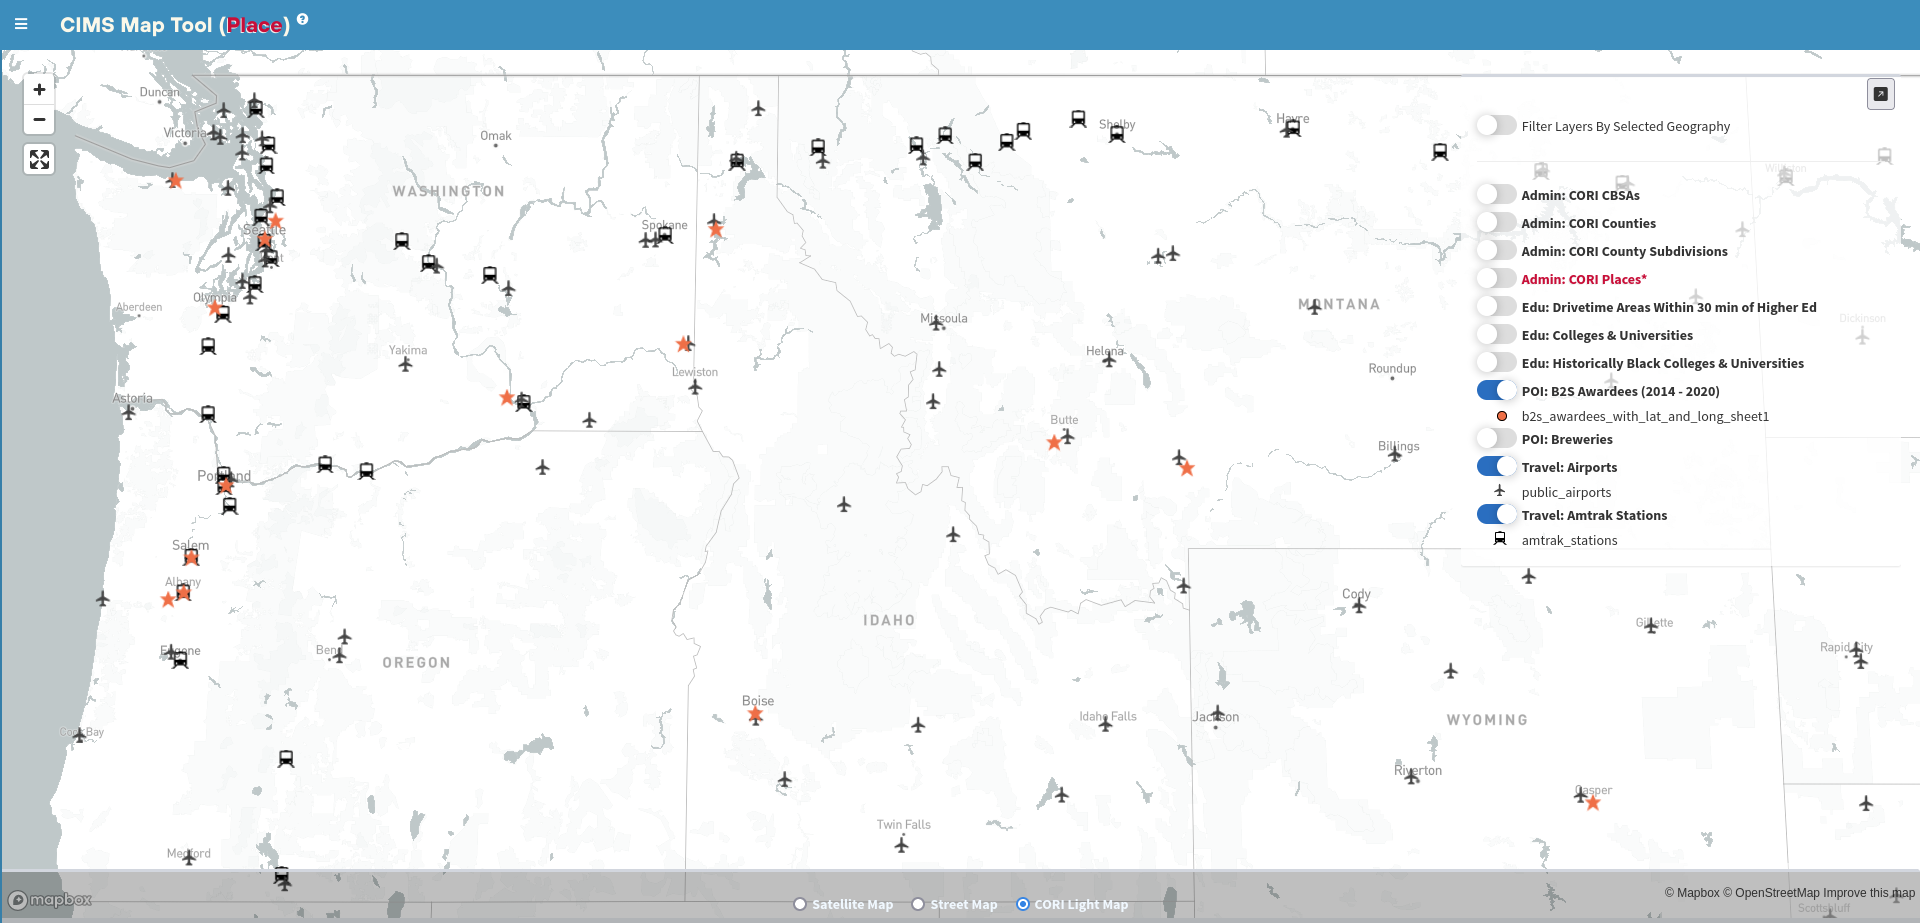 CIMS Map Tool (Place) ?
Duncan
Victoria
Omak
WASHINGTON
Seattle
Spokane
Olympia
Aberdeen
Yakima
Lewiston
Astoria
Portland
Salem
Albany
Eugene
Bend
OREGON
Coos Bay
Medford
Shelby
Havre
Missoula
MONTANA
Helena
Roundup
Butte
Billings
IDAHO
Boise
Idaho Falls
Twin Falls
Jackson
Cody
Gillette
WYOMING
Riverton
Casper
Rapid City
Scottsbluff
Williston
Dickinson
Filter Layers By Selected Geography
Admin: CORI CBSAs
Admin: CORI Counties
Admin: CORI County Subdivisions
Admin: CORI Places*
Edu: Drivetime Areas Within 30 min of Higher Ed
Edu: Colleges & Universities
Edu: Historically Black Colleges & Universities
POI: B2S Awardees (2014 - 2020)
b2s_awardees_with_lat_and_long_sheet1
POI: Breweries
Travel: Airports
public_airports
Travel: Amtrak Stations
amtrak_stations
mapbox
Satellite Map
Street Map
CORI Light Map
© Mapbox © OpenStreetMap Improve this map